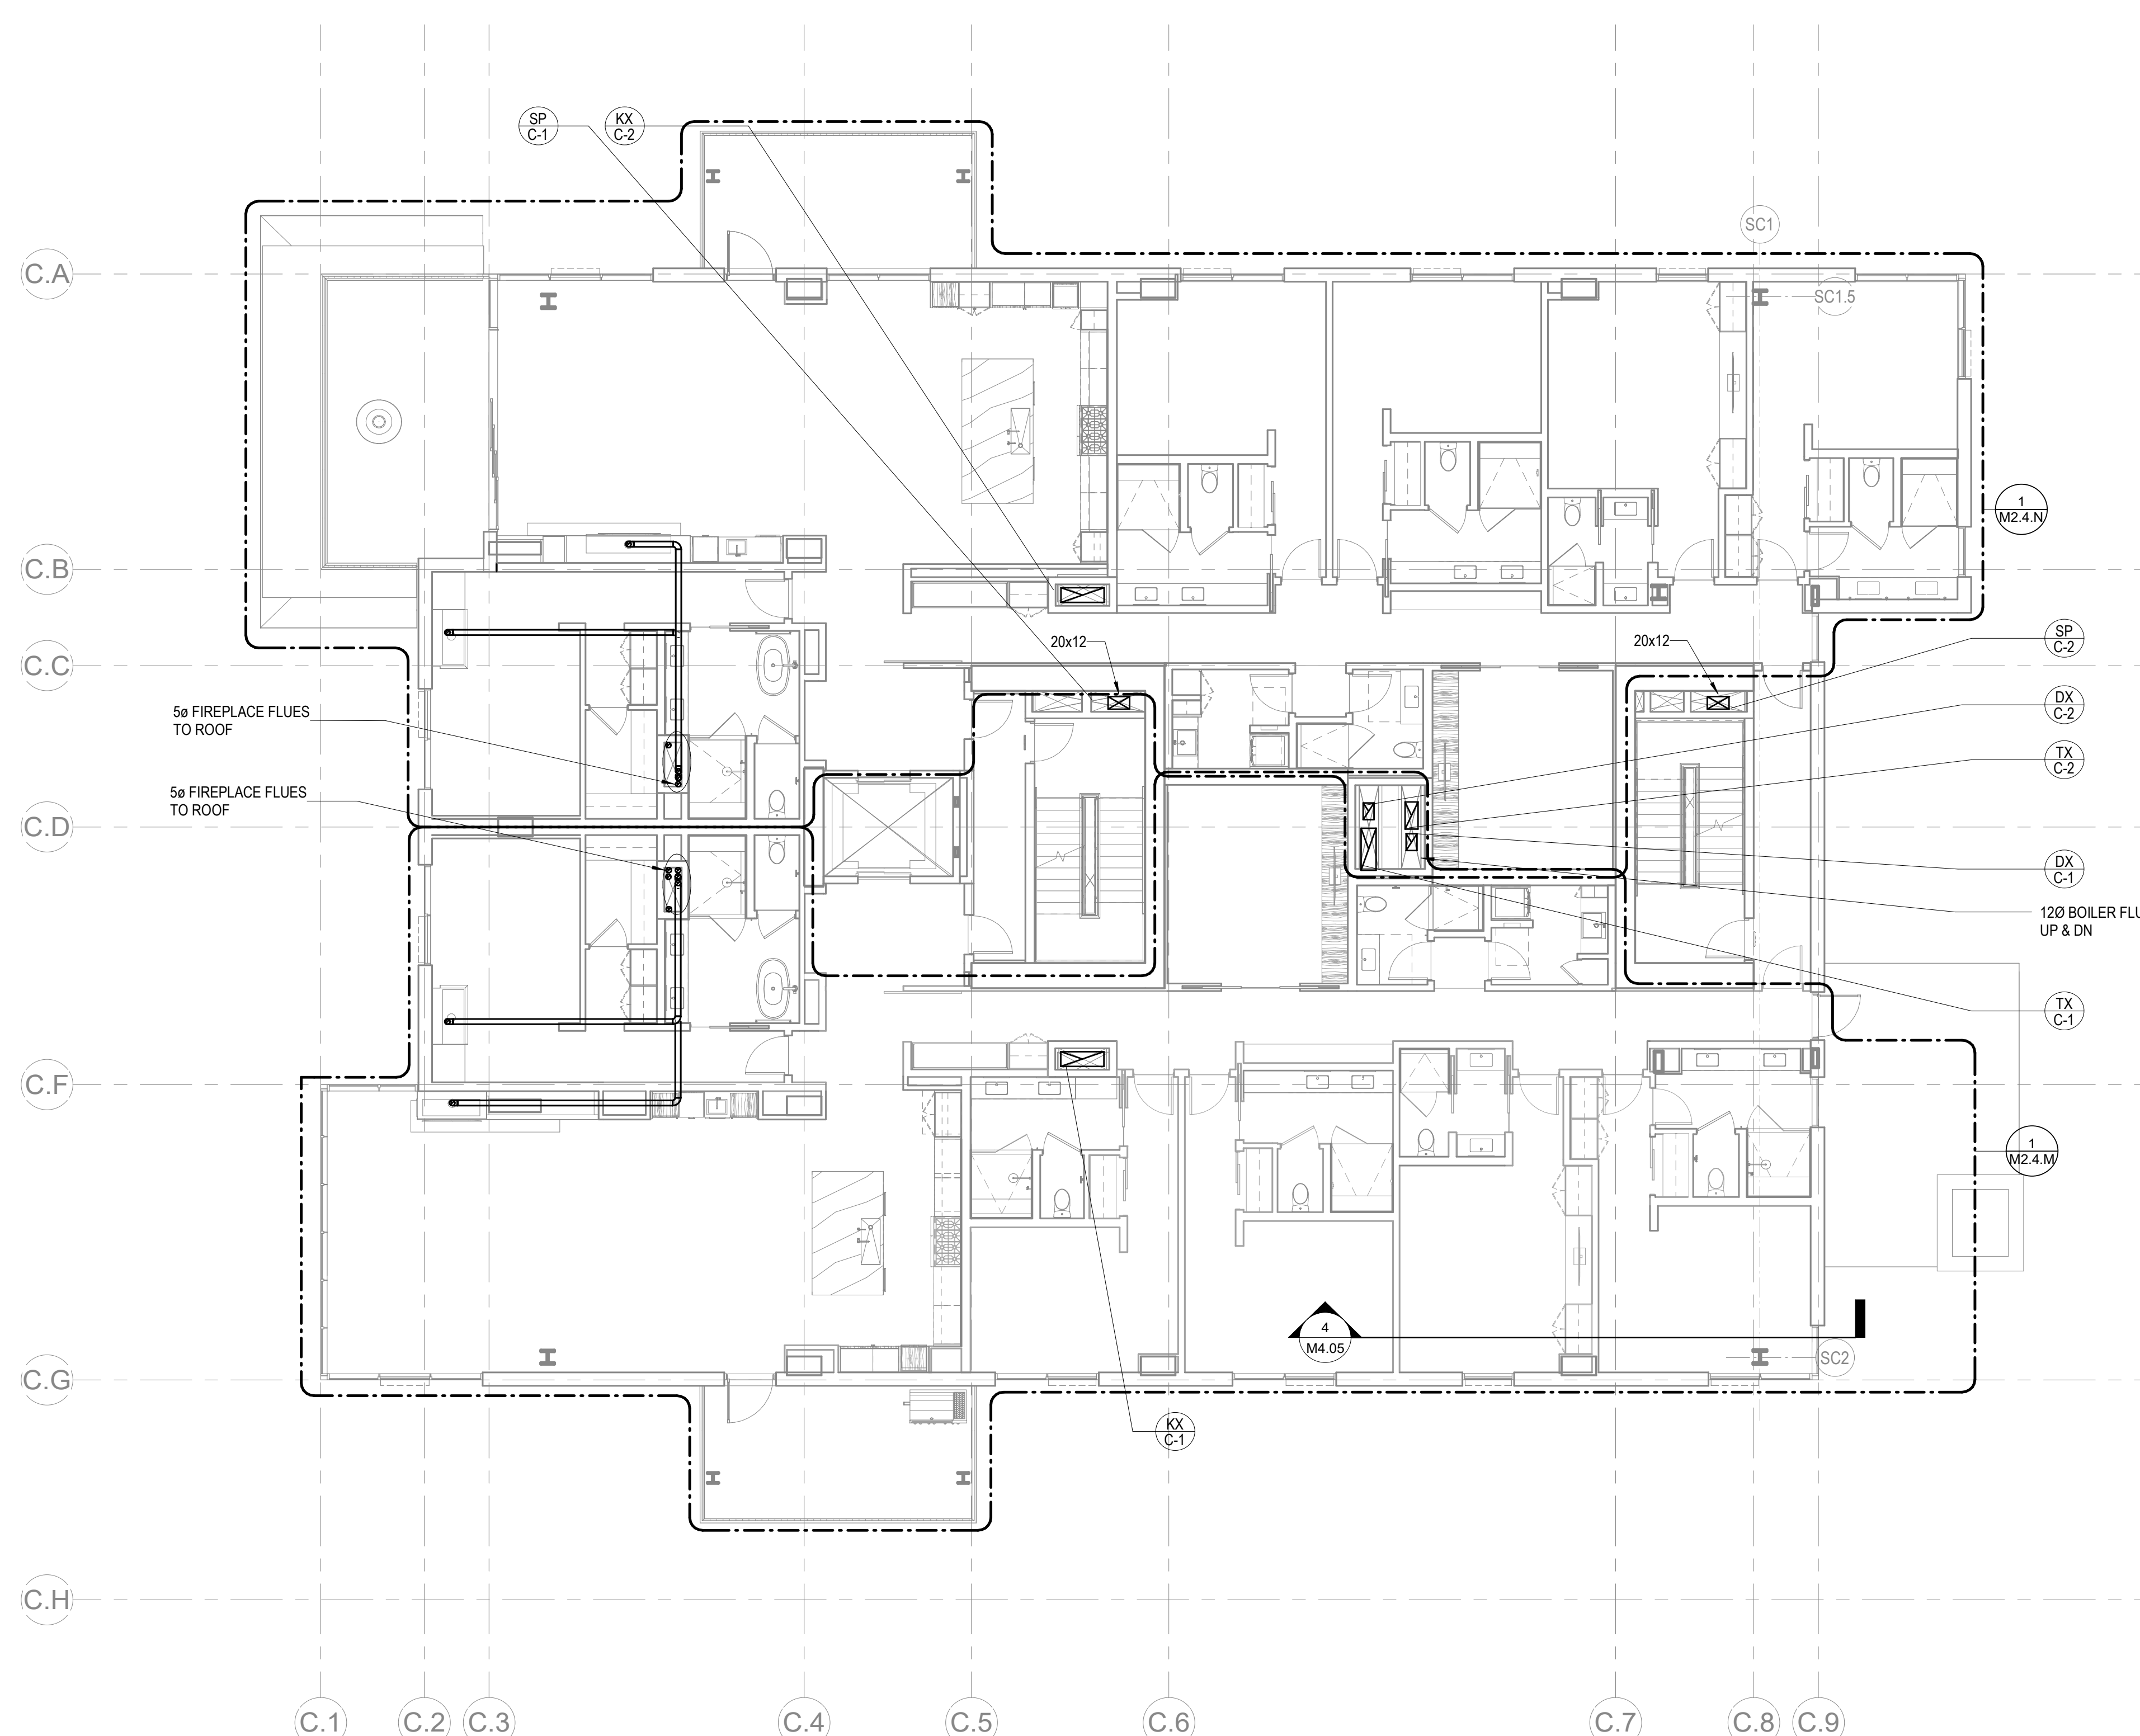 SP
C-1
KX
C-2
SC1
C.A
SC1.5
1
M2.4.N
C.B
20x12
20x12
SP
C-2
C.C
DX
C-2
5ø FIREPLACE FLUES
TO ROOF
TX
C-2
5ø FIREPLACE FLUES
TO ROOF
C.D
DX
C-1
12Ø BOILER
UP & DN
TX
C-1
C.F
1
M2.4.M
4
M4.05
SC2
C.G
KX
C-1
C.H
C.1
C.2
C.3
C.4
C.5
C.6
C.7
C.8
C.9